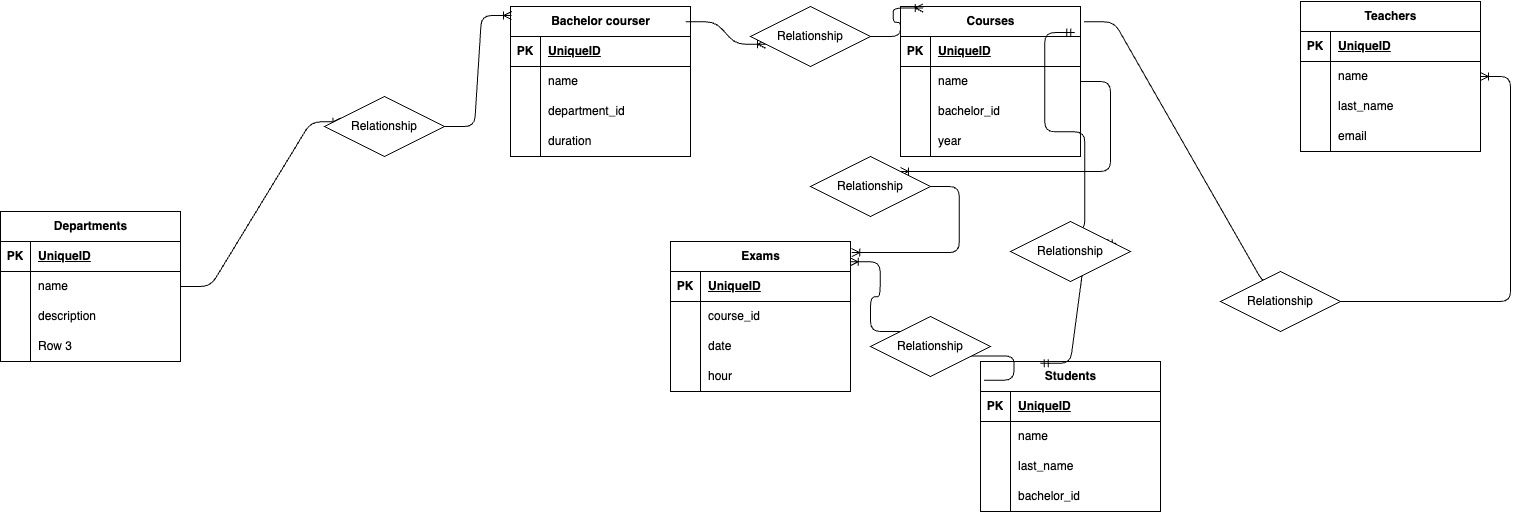 Bachelor courser
PK UniqueID
name
department_id
duration
Relationship
Courses
PK UniqueID
name
bachelor_id
year
Teachers
PK UniqueID
name
last_name
email
Relationship
Relationship
Departments
PK UniqueID
name
description
Row 3
Exams
PK UniqueID
course_id
date
hour
Relationship
Relationship
Relationship
Students
PK UniqueID
name
last_name
bachelor_id